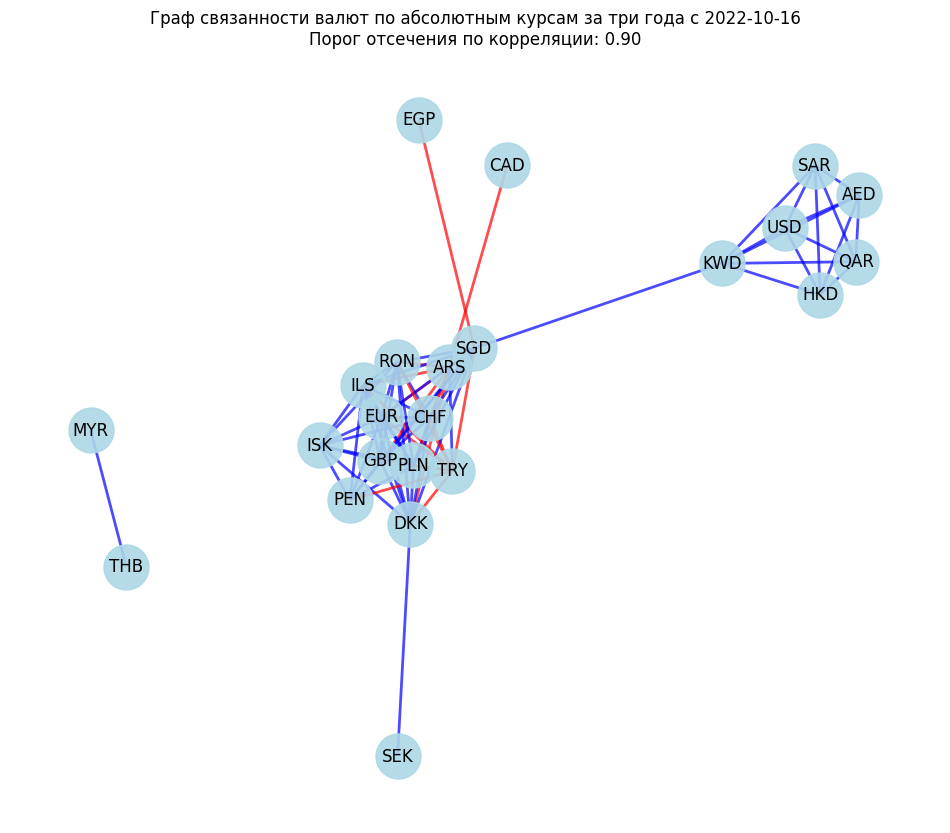 Граф связанности валют по абсолютным курсам за три года с 2022-10-16
Порог отсечения по корреляции: 0.90
EGP
CAD
SAR
AED
USD
KWD
QAR
HKD
SGD
RON
ARS
ILS
EUR
CHF
MYR
ISK
GBP
PLN
TRY
PEN
DKK
THB
SEK